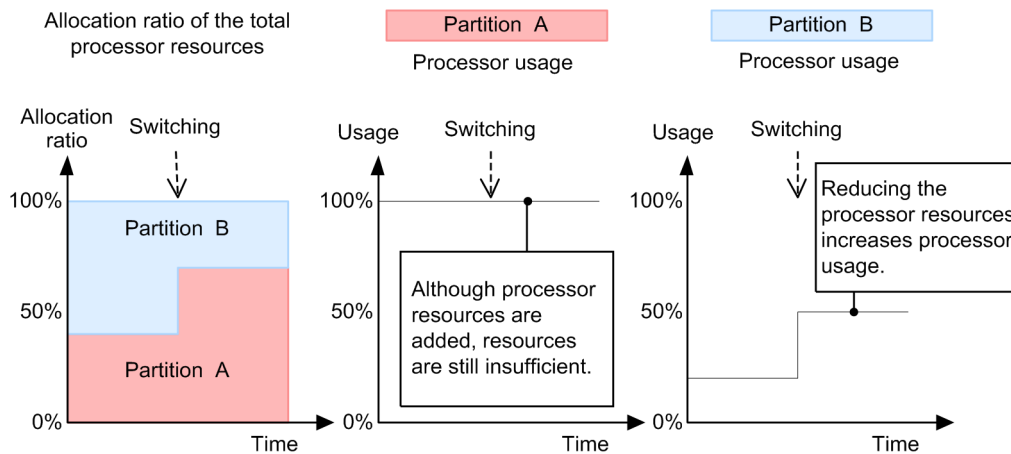 Allocation ratio of the total
processor resources
Partition A
Processor usage
Partition B
Processor usage
Allocation
ratio
Switching
100%
Partition B
50%
Partition A
0%
Time
Usage
Switching
100%
50%
Although processor
resources are
added, resources
are still insufficient.
0%
Time
Usage
Switching
100%
Reducing the
processor resources
increases processor
usage.
50%
0%
Time